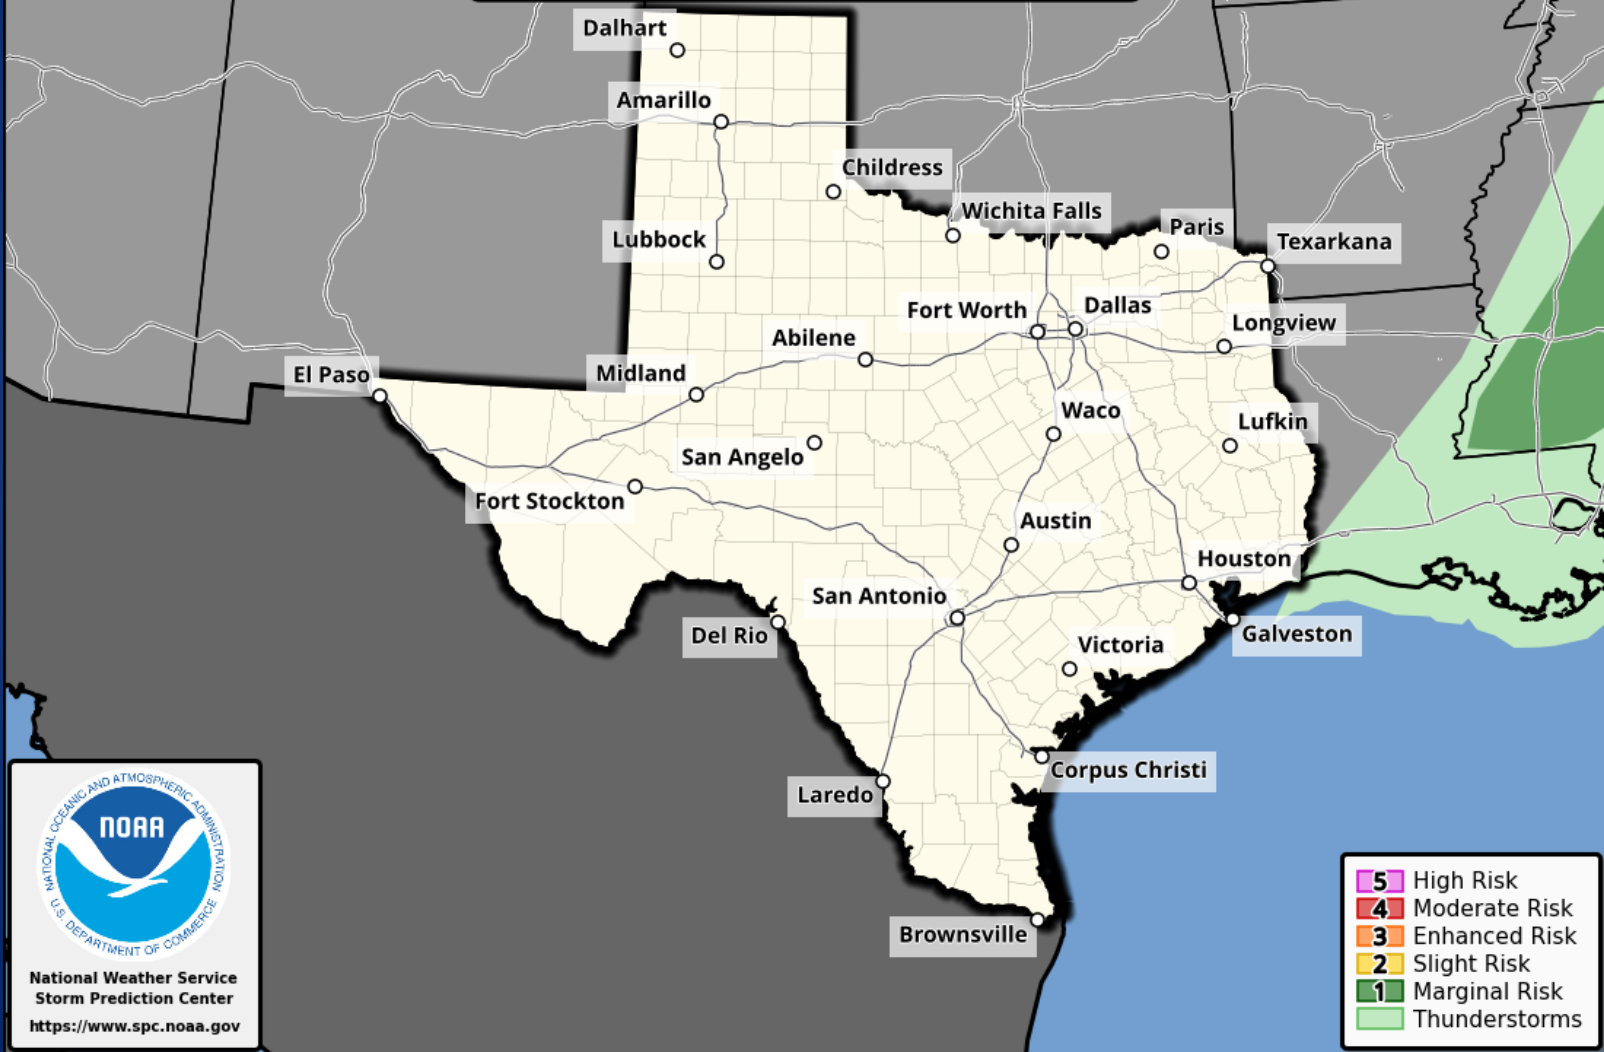 Dalhart
Amarillo
Childress
Wichita Falls
Paris
Lubbock
Texarkana
Fort Worth
Dallas
Longview
Abilene
El Paso
Midland
Waco
Lufkin
San Angelo
Fort Stockton
Austin
Houston
San Antonio
Del Rio
Galveston
Victoria
Corpus Christi
Laredo
Brownsville
NATIONAL OCEANIC AND ATMOSPHERIC ADMINISTRATION
NOAA
U.S. DEPARTMENT OF COMMERCE
National Weather Service
Storm Prediction Center
https://www.spc.noaa.gov
5 High Risk
4 Moderate Risk
3 Enhanced Risk
2 Slight Risk
1 Marginal Risk
Thunderstorms